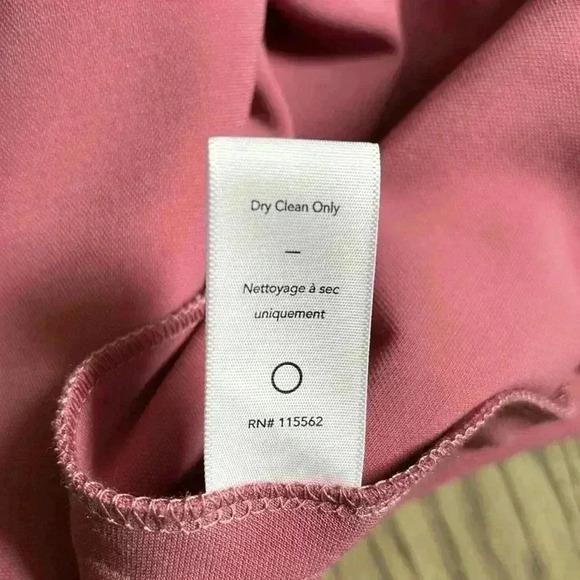 Dry Clean Only
—
Nettoyage à sec
uniquement
RN# 115562